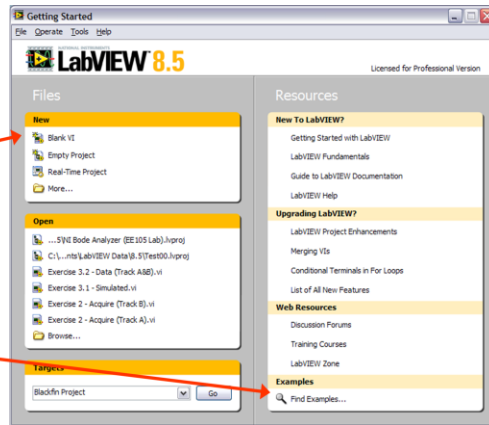 Getting Started
File Operate Tools Help
NATIONAL INSTRUMENTS
LabVIEW 8.5
Licensed for Professional Version
Files
New
Blank VI
Empty Project
Real-Time Project
More...
Open
...5\NI Bode Analyzer (EE105 Lab).lvproj
C:\...nts\LabVIEW Data\8.5\Test00.lvproj
Exercise 3.2 - Data (Track A&B).vi
Exercise 3.1 - Simulated.vi
Exercise 2 - Acquire (Track B).vi
Exercise 2 - Acquire (Track A).vi
Browse...
Targets
Blackfin Project
Go
Resources
New To LabVIEW?
Getting Started with LabVIEW
LabVIEW Fundamentals
Guide to LabVIEW Documentation
LabVIEW Help
Upgrading LabVIEW?
LabVIEW Project Enhancements
Merging VIs
Conditional Terminals in For Loops
List of All New Features
Web Resources
Discussion Forums
Training Courses
LabVIEW Zone
Examples
Find Examples...